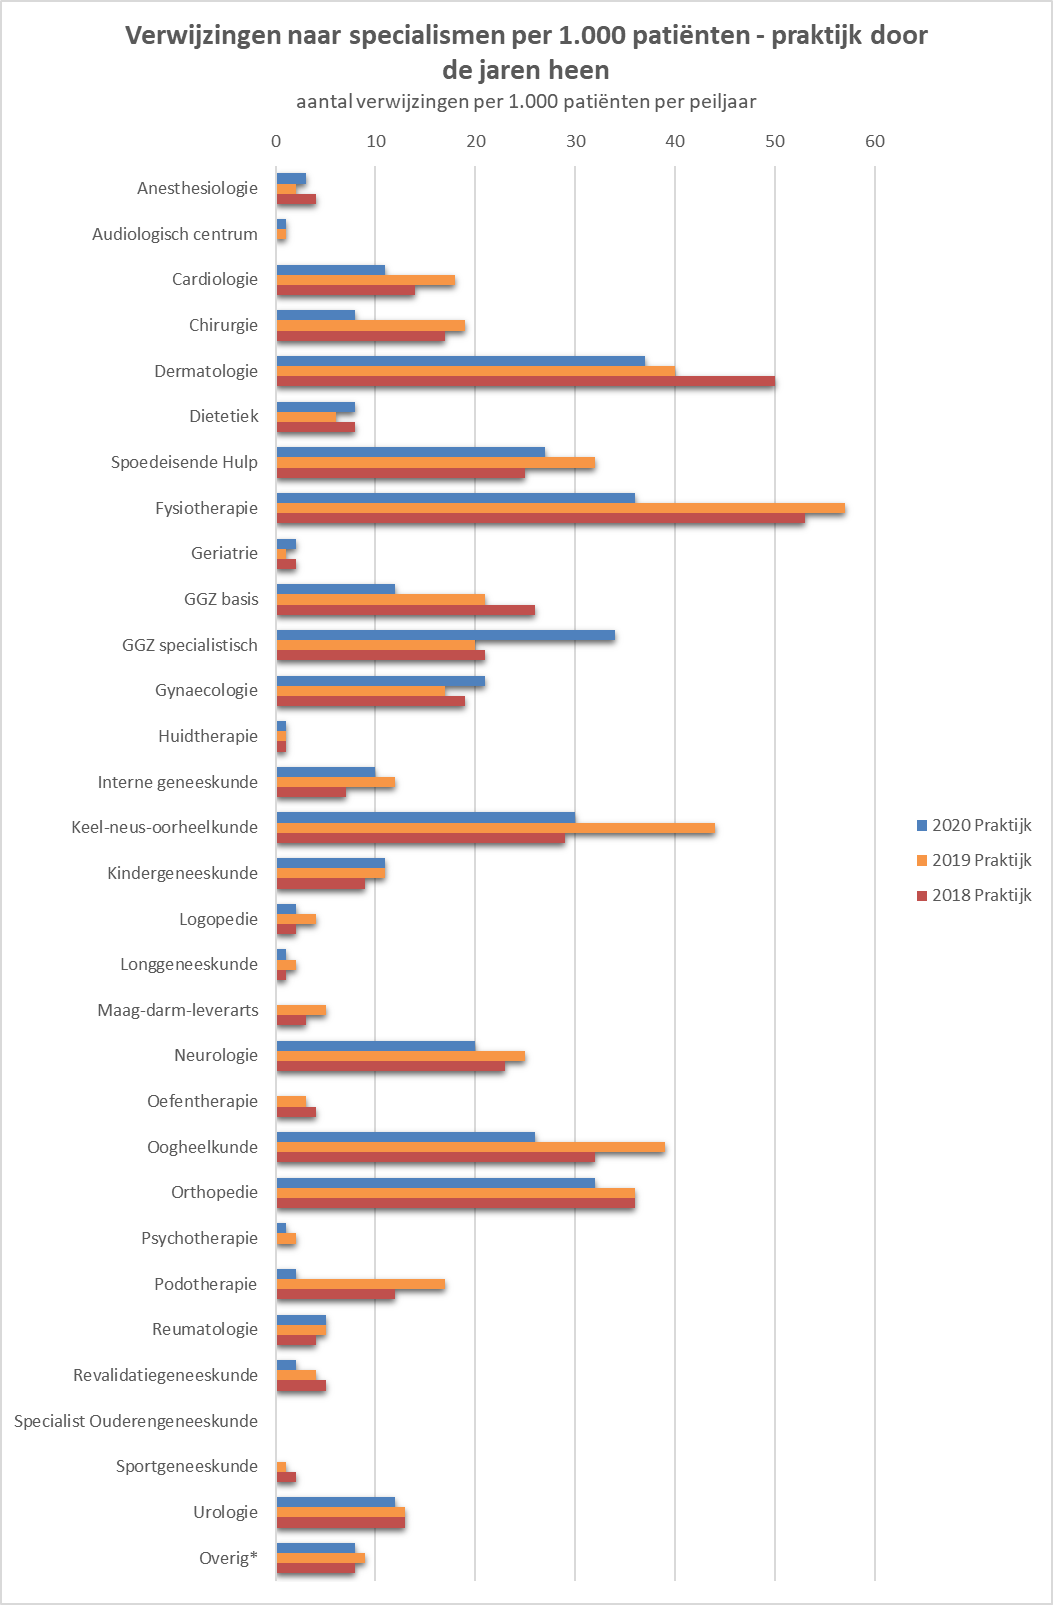 Verwijzingen naar specialismen per 1.000 patiënten - praktijk door
de jaren heen
aantal verwijzingen per 1.000 patiënten per peiljaar
0 10 20 30 40 50 60
Anesthesiologie
Audiologisch centrum
Cardiologie
Chirurgie
Dermatologie
Dietetiek
Spoedeisende Hulp
Fysiotherapie
Geriatrie
GGZ basis
GGZ specialistisch
Gynaecologie
Huidtherapie
Interne geneeskunde
Keel-neus-oorheelkunde
Kindergeneeskunde
Logopedie
Longgeneeskunde
Maag-darm-leverarts
Neurologie
Oefentherapie
Oogheelkunde
Orthopedie
Psychotherapie
Podotherapie
Reumatologie
Revalidatiegeneeskunde
Specialist Ouderengeneeskunde
Sportgeneeskunde
Urologie
Overig*
2020 Praktijk
2019 Praktijk
2018 Praktijk